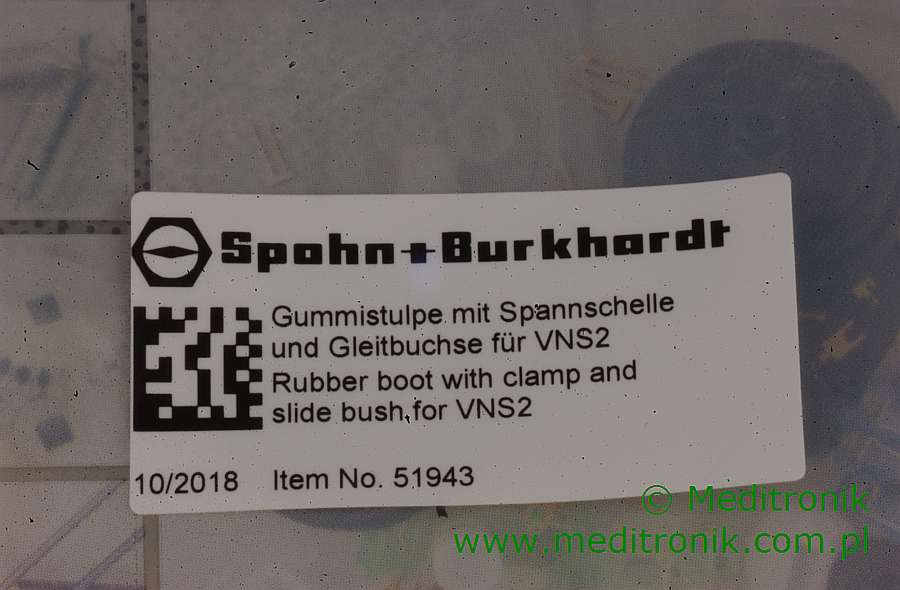 Spohn+Burkhardt
Gummistulpe mit Spannschelle
und Gleitbuchse für VNS2
Rubber boot with clamp and
slide bush for VNS2
10/2018 Item No. 51943
© Meditronik
www.meditronik.com.pl